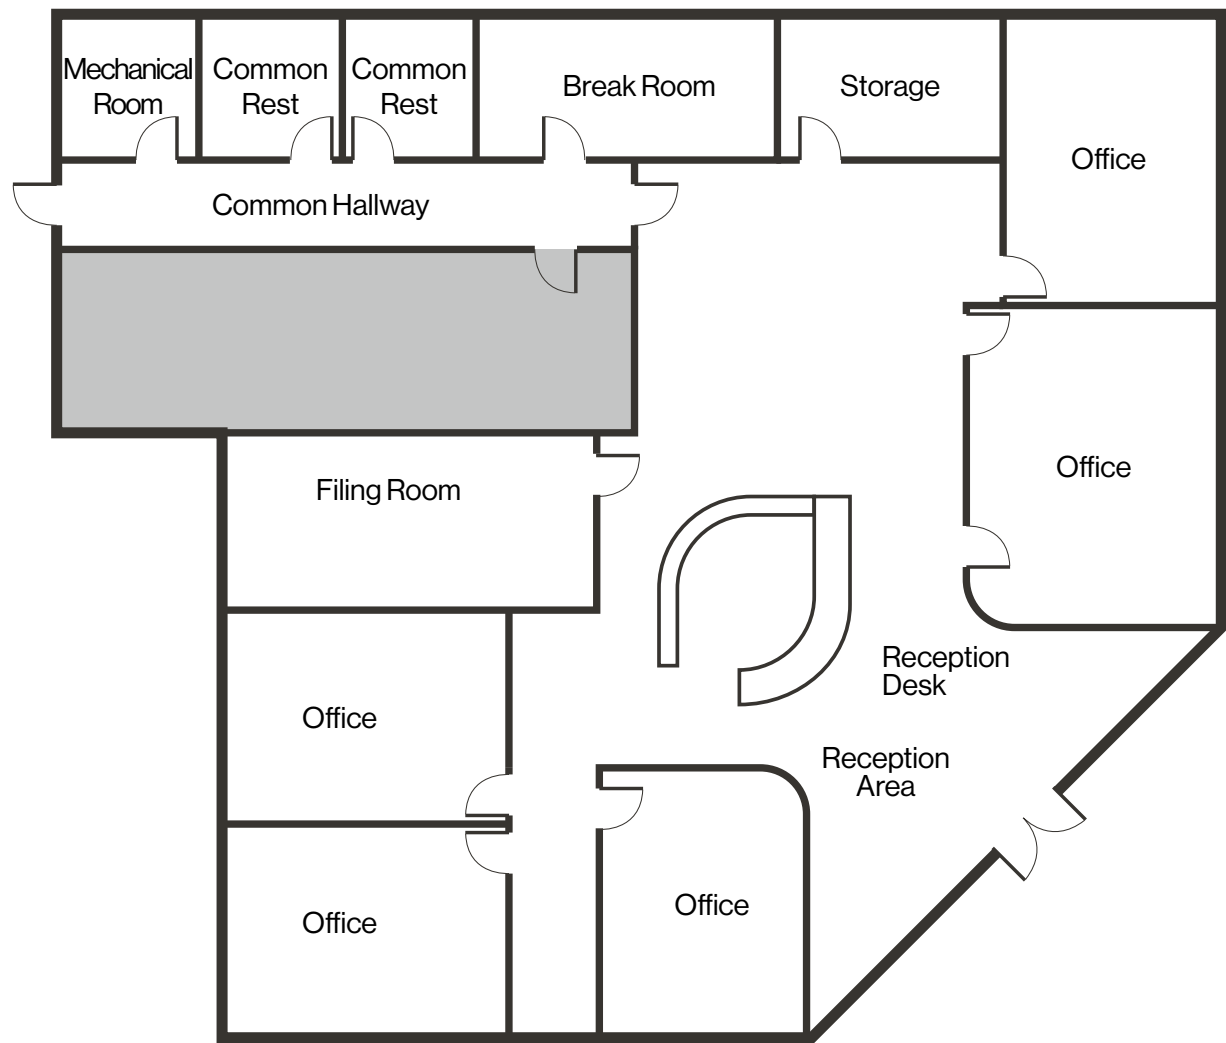 Mechanical
Room
Common
Rest
Common
Rest
Break Room
Storage
Office
Common Hallway
Office
Filing Room
Reception
Desk
Office
Reception
Area
Office
Office